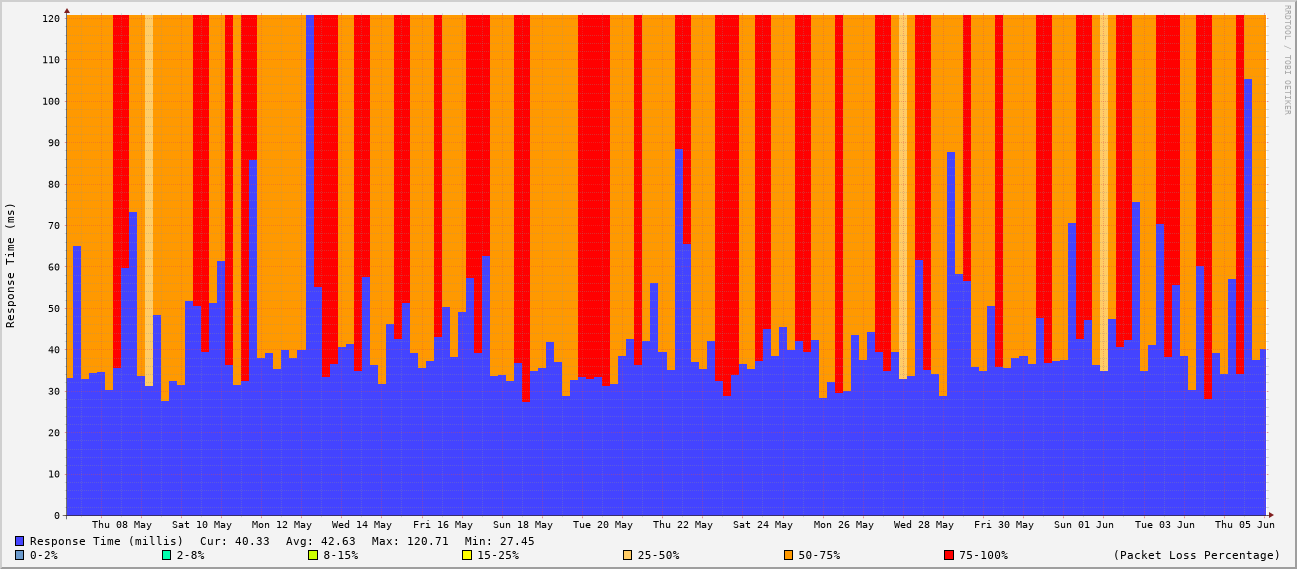 RRDTOOL / TOBI OETIKER
Response Time (ms)
120
110
100
90
80
70
60
50
40
30
20
10
0
Thu 08 May Sat 10 May Mon 12 May Wed 14 May Fri 16 May Sun 18 May Tue 20 May Thu 22 May Sat 24 May Mon 26 May Wed 28 May Fri 30 May Sun 01 Jun Tue 03 Jun Thu 05 Jun
Response Time (millis) Cur: 40.33 Avg: 42.63 Max: 120.71 Min: 27.45
0-2% 2-8% 8-15% 15-25% 25-50% 50-75% 75-100% (Packet Loss Percentage)